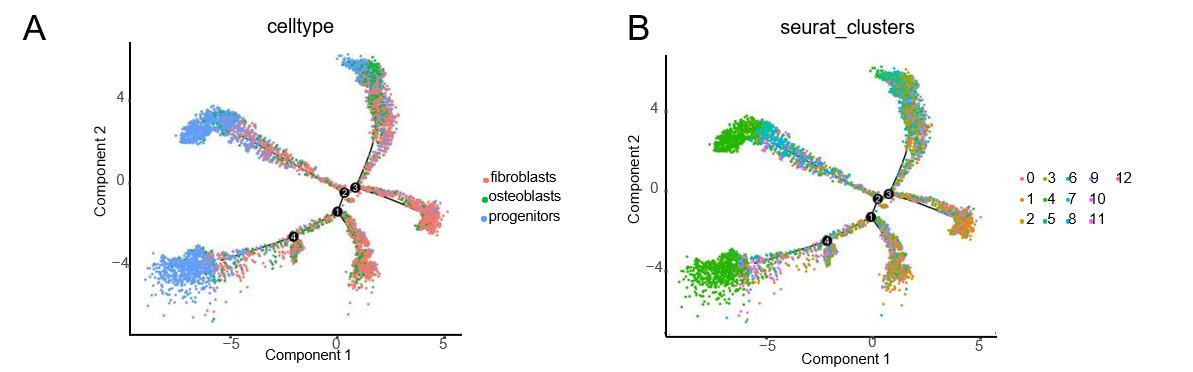 A
celltype
Component 2
4
0
−4
−5
0
5
Component 1
1
2
3
4
fibroblasts
osteoblasts
progenitors
B
seurat_clusters
Component 2
4
0
−4
−5
0
5
Component 1
1
2
3
4
0 3 6 9 12
1 4 7 10
2 5 8 11